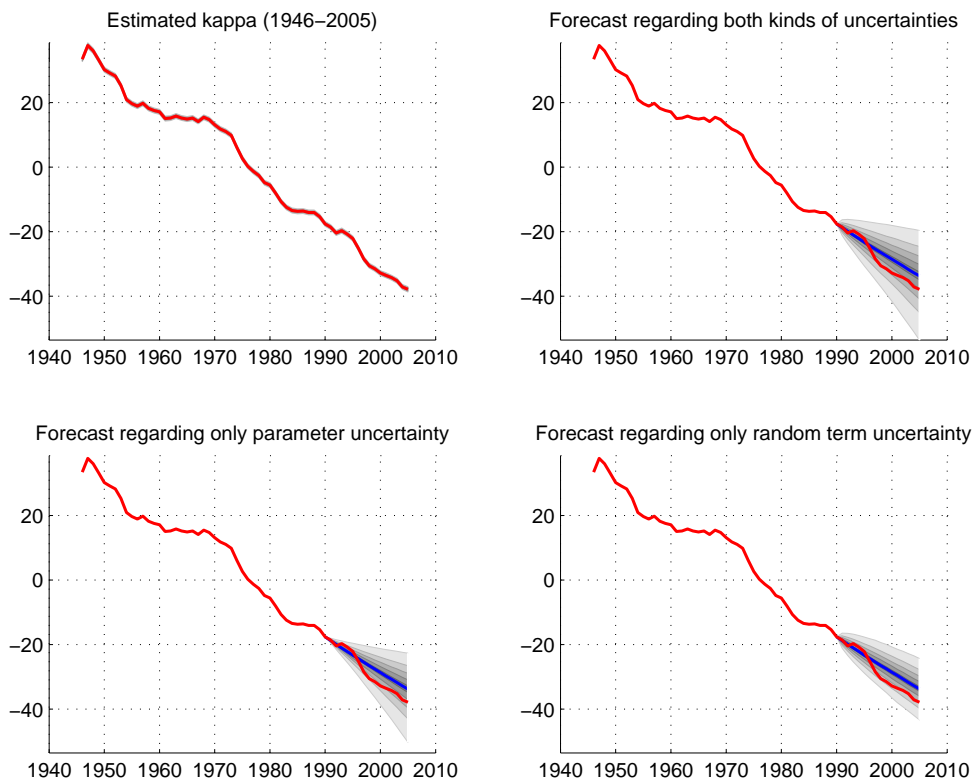 Estimated kappa (1946−2005)
20
0
−20
−40
1940 1950 1960 1970 1980 1990 2000 2010
Forecast regarding both kinds of uncertainties
20
0
−20
−40
1940 1950 1960 1970 1980 1990 2000 2010
Forecast regarding only parameter uncertainty
20
0
−20
−40
1940 1950 1960 1970 1980 1990 2000 2010
Forecast regarding only random term uncertainty
20
0
−20
−40
1940 1950 1960 1970 1980 1990 2000 2010